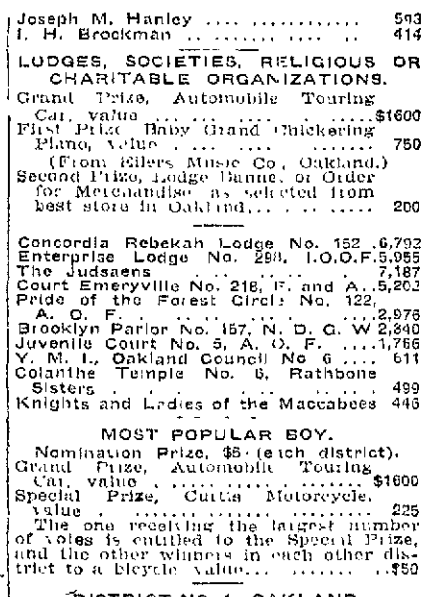 Joseph M. Hanley .... ............. 593
I. H. Brockman .. ......... .... .. 414
LODGES, SOCIETIES, RELIGIOUS OR
CHARITABLE ORGANIZATIONS.
Grand Prize, Automobile Touring
Car, value ... ... .. . ..... $1600
First Prize Baby Grand Chickering
Piano, value . ... .. ..... ..... 750
(From Eilers Music Co, Oakland.)
Second Prize, Lodge Banner or Order
for Merchandise as selected from
best store in Oakland,.. . .. ..... 200
Concordia Rebekah Lodge No. 152 .6,792
Enterprise Lodge No. 298, I.O.O.F.5,955
The Judsaens .. ..... .. .... 7,187
Court Emeryville No. 216, F. and A..5,202
Pride of the Forest Circle No. 122,
A. O. F. ..... .. ... ... ....2,976
Brooklyn Parlor No. 157, N. D. G. W 2,840
Juvenile Court No. 5, A. O. F. ....1,766
Y. M. I., Oakland Council No 6 .... 611
Calanthe Temple No. 6, Rathbone
Sisters . . . .. .. .. .. .... 499
Knights and Ladies of the Maccabees 446
MOST POPULAR BOY.
Nomination Prize, $5 (each district).
Grand Prize, Automobile Touring
Car, value ... ..... . ....... $1600
Special Prize, Curtis Motorcycle,
value . ...... ..... .. ....... 225
The one receiving the largest number
of votes is entitled to the Special Prize,
and the other winners in each other dis-
trict to a bicycle value... ...... ..$50
DISTRICT NO. 1, OAKLAND